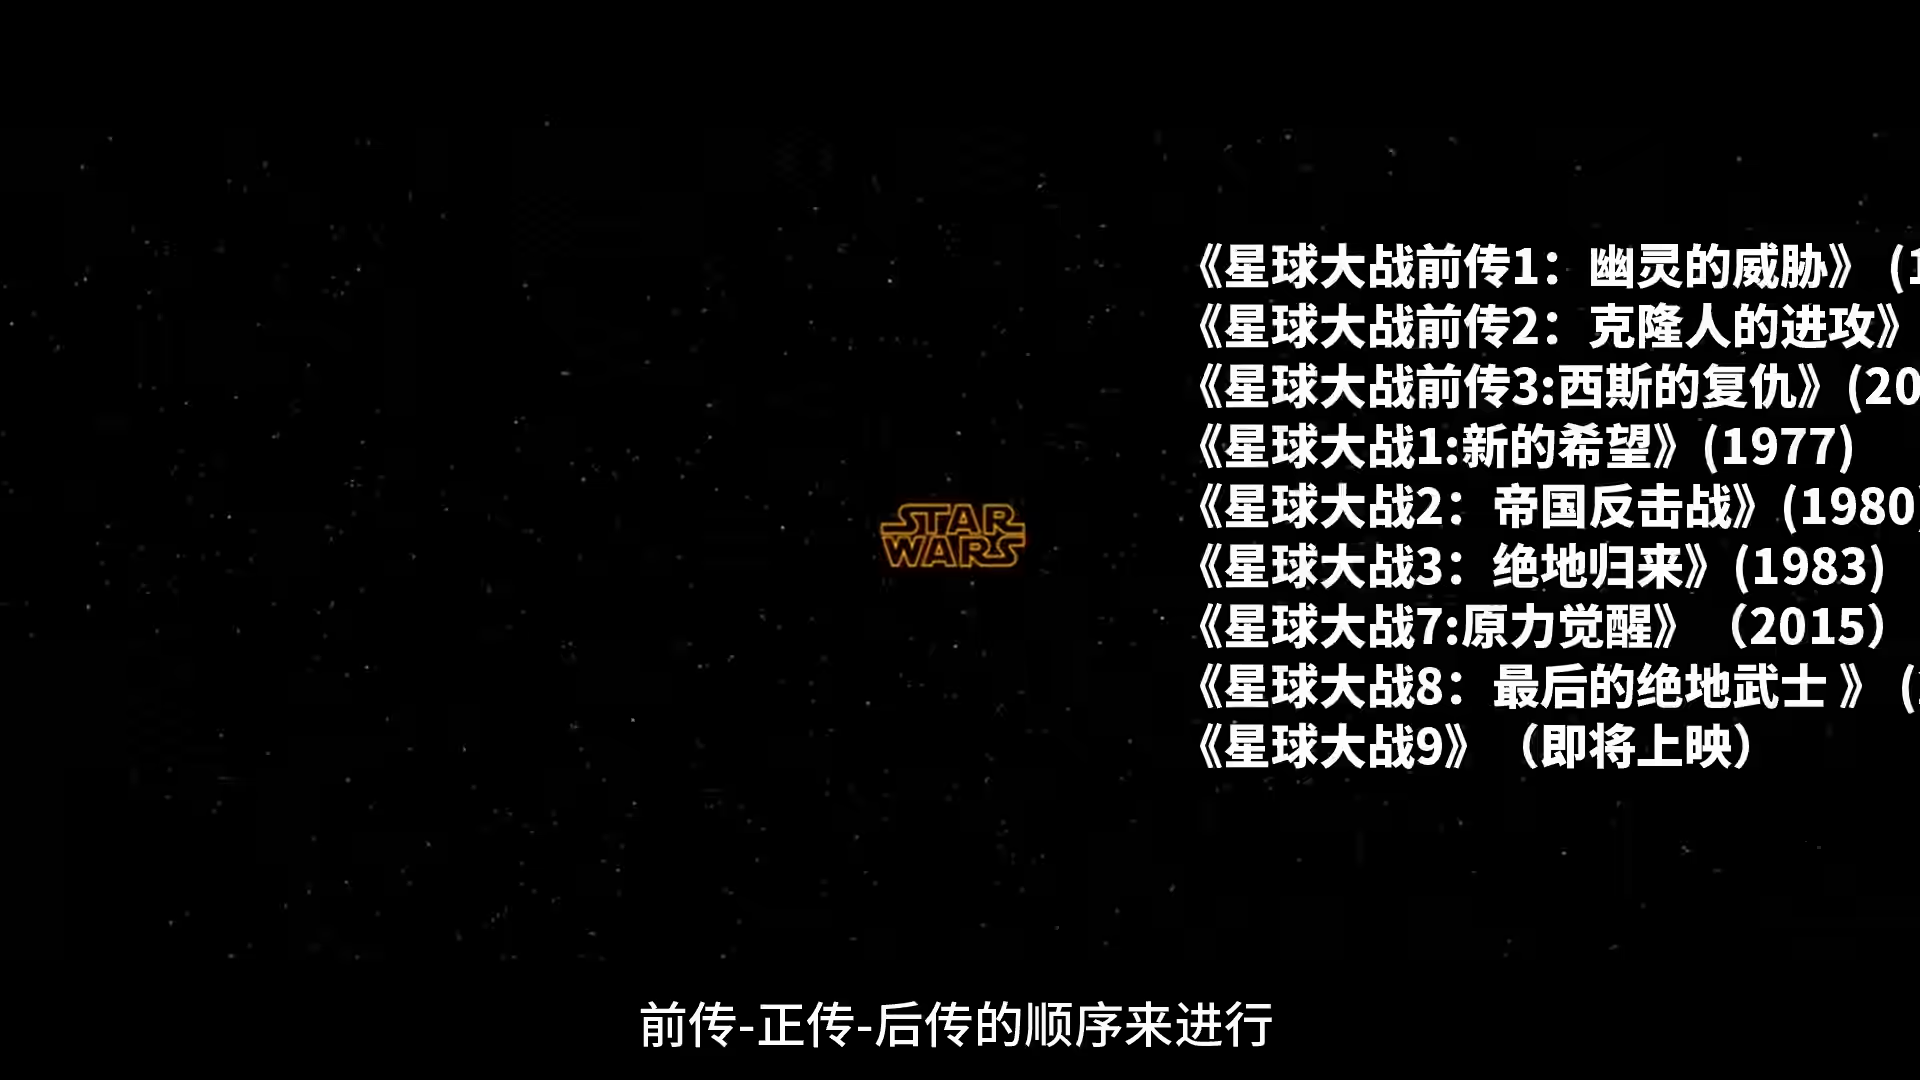 STAR
WARS
《星球大战前传1：幽灵的威胁》 (1
《星球大战前传2：克隆人的进攻》
《星球大战前传3:西斯的复仇》(20
《星球大战1:新的希望》(1977)
《星球大战2：帝国反击战》(1980)
《星球大战3：绝地归来》(1983)
《星球大战7:原力觉醒》（2015）
《星球大战8：最后的绝地武士 》 (
《星球大战9》（即将上映）
前传-正传-后传的顺序来进行